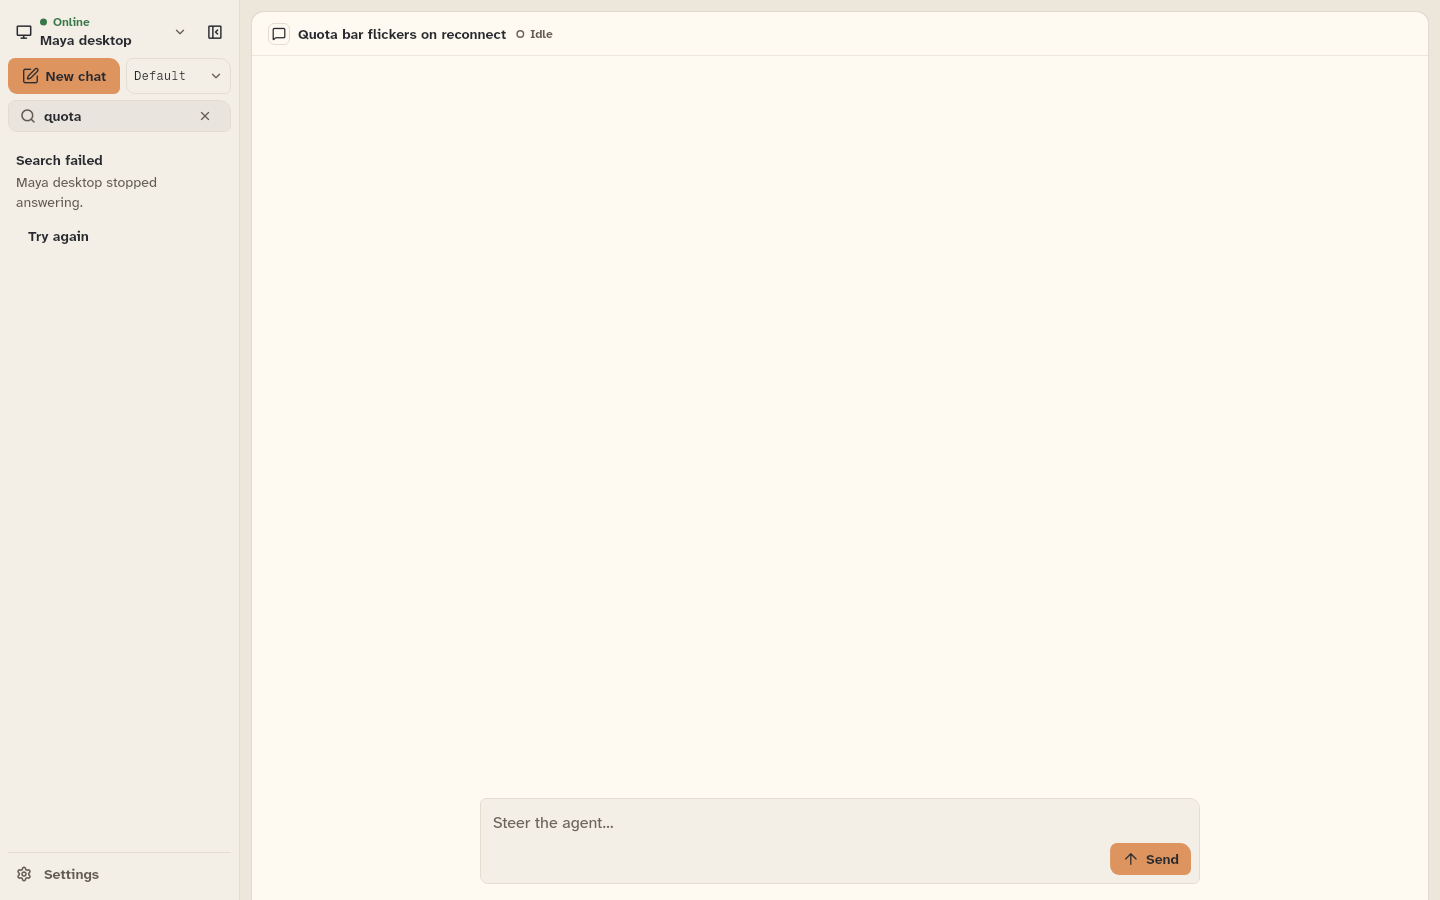 Online
Maya desktop
New chat
Default
quota
Search failed
Maya desktop stopped
answering.
Try again
Settings
Quota bar flickers on reconnect
Idle
Steer the agent...
Send